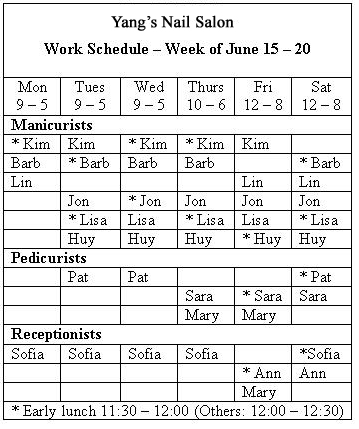 Yang's Nail Salon
Work Schedule – Week of June 15 – 20
Mon Tues Wed Thurs Fri Sat
9 – 5 9 – 5 9 – 5 10 – 6 12 – 8 12 – 8
Manicurists
* Kim Kim * Kim * Kim Kim
Barb * Barb Barb Barb * Barb
Lin Lin Lin
Jon * Jon Jon Jon Jon
* Lisa Lisa * Lisa Lisa * Lisa
Huy Huy Huy * Huy Huy
Pedicurists
Pat Pat * Pat
Sara * Sara Sara
Mary Mary
Receptionists
Sofia Sofia Sofia Sofia *Sofia
* Ann Ann
Mary
* Early lunch 11:30 – 12:00 (Others: 12:00 – 12:30)